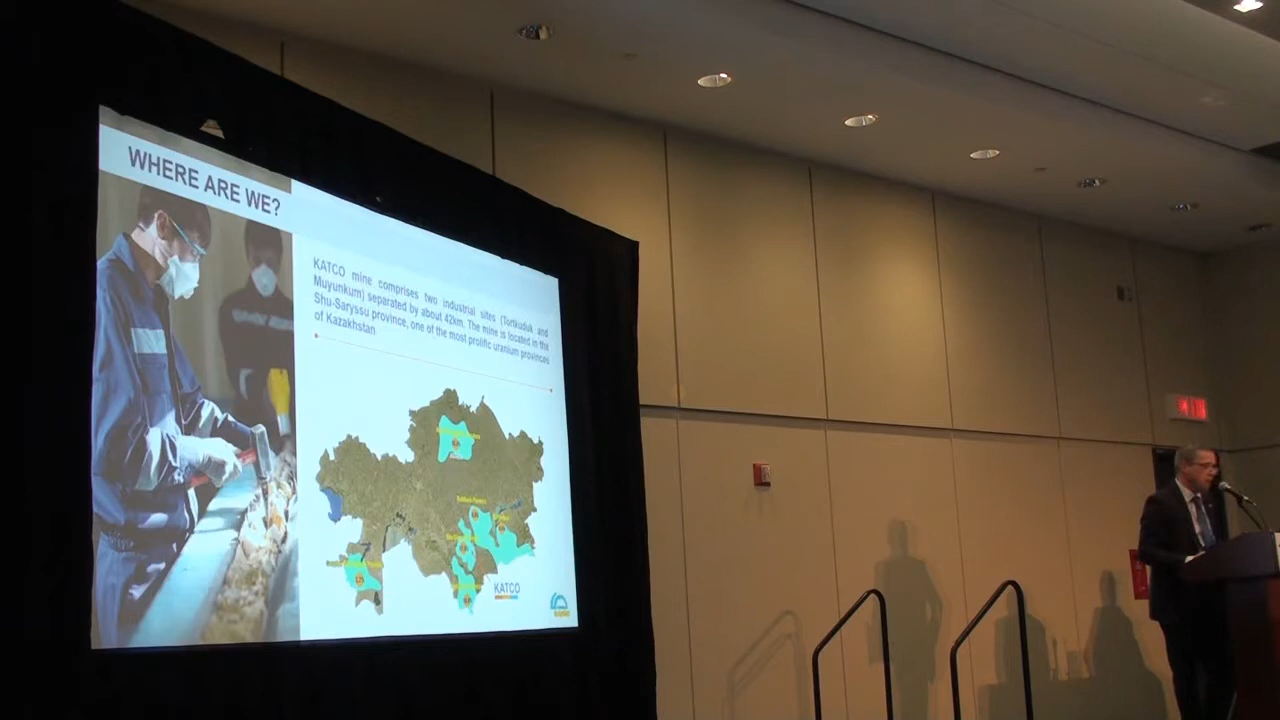 WHERE ARE WE?
KATCO mine comprises two industrial sites (Tortkuduk and
Muyunkum) separated by about 42km. The mine is located in the
Shu-Saryssu province, one of the most prolific uranium provinces
of Kazakhstan
KATCO